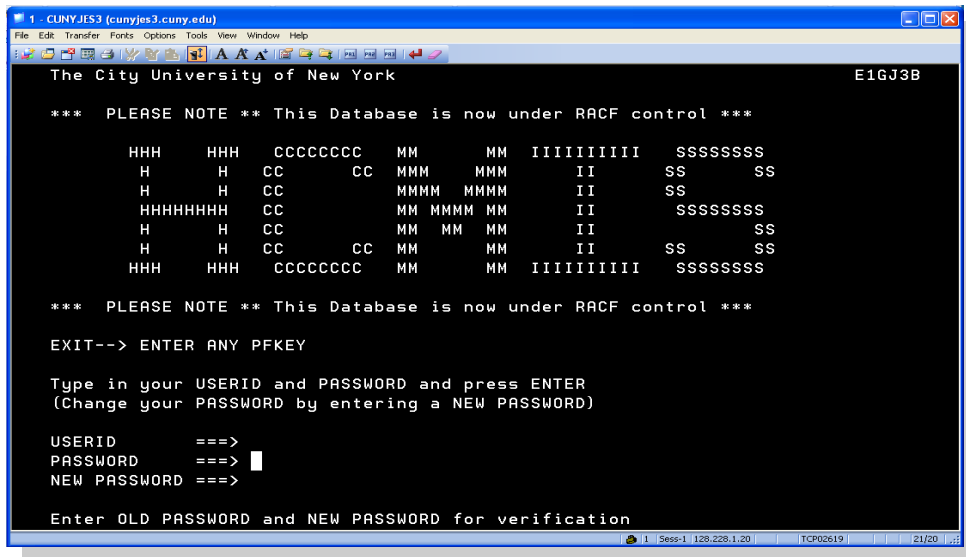 1 - CUNYJES3 (cunyjes3.cuny.edu)
File Edit Transfer Fonts Options Tools View Window Help
The City University of New York E1GJ3B
*** PLEASE NOTE ** This Database is now under RACF control ***
HHH HHH CCCCCCCC MM MM IIIIIIIIII SSSSSSSS
H H CC CC MMM MMM II SS SS
H H CC MMMM MMMM II SS
HHHHHHHH CC MM MMMM MM II SSSSSSSS
H H CC MM MM MM II SS
H H CC CC MM MM II SS SS
HHH HHH CCCCCCCC MM MM IIIIIIIIII SSSSSSSS
*** PLEASE NOTE ** This Database is now under RACF control ***
EXIT--> ENTER ANY PFKEY
Type in your USERID and PASSWORD and press ENTER
(Change your PASSWORD by entering a NEW PASSWORD)
USERID ===>
PASSWORD ===>
NEW PASSWORD ===>
Enter OLD PASSWORD and NEW PASSWORD for verification
1 Sess-1 128.228.1.20 TCP02619 21/20